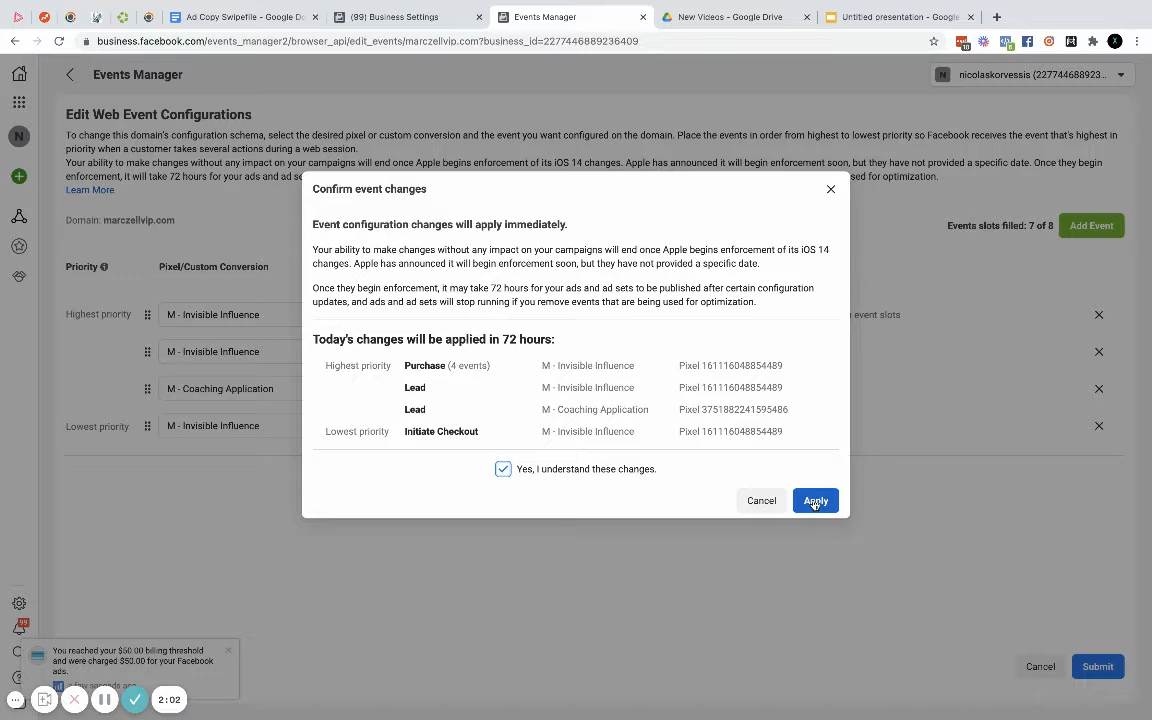 Ad Copy Swipefile - Google Do
(99) Business Settings
Events Manager
New Videos - Google Drive
Untitled presentation - Google
business.facebook.com/events_manager2/browser_api/edit_events/marczellvip.com?business_id=2277446889236409
Events Manager
N
nicolaskorvessis (227744688923...
N
Edit Web Event Configurations
To change this domain's configuration schema, select the desired pixel or custom conversion and the event you want configured on the domain. Place the events in order from highest to lowest priority so Facebook receives the event that's highest in
priority when a customer takes several actions during a web session.
Your ability to make changes without any impact on your campaigns will end once Apple begins enforcement of its iOS 14 changes. Apple has announced it will begin enforcement soon, but they have not provided a specific date. Once they begin
enforcement, it will take 72 hours for your ads and ad se
sed for optimization.
Learn More
Domain: marczellvip.com
Events slots filled: 7 of 8
Add Event
Priority
Pixel/Custom Conversion
Highest priority
M - Invisible Influence
event slots
M - Invisible Influence
M - Coaching Application
Lowest priority
M - Invisible Influence
Confirm event changes
Event configuration changes will apply immediately.
Your ability to make changes without any impact on your campaigns will end once Apple begins enforcement of its iOS 14
changes. Apple has announced it will begin enforcement soon, but they have not provided a specific date.
Once they begin enforcement, it may take 72 hours for your ads and ad sets to be published after certain configuration
updates, and ads and ad sets will stop running if you remove events that are being used for optimization.
Today's changes will be applied in 72 hours:
Highest priority Purchase (4 events) M - Invisible Influence Pixel 161116048854489
Lead M - Invisible Influence Pixel 161116048854489
Lead M - Coaching Application Pixel 3751882241595486
Lowest priority Initiate Checkout M - Invisible Influence Pixel 161116048854489
Yes, I understand these changes.
Cancel
Apply
Cancel
Submit
99
You reached your $50.00 billing threshold
and were charged $50.00 for your Facebook
ads.
a few seconds ago
2:02